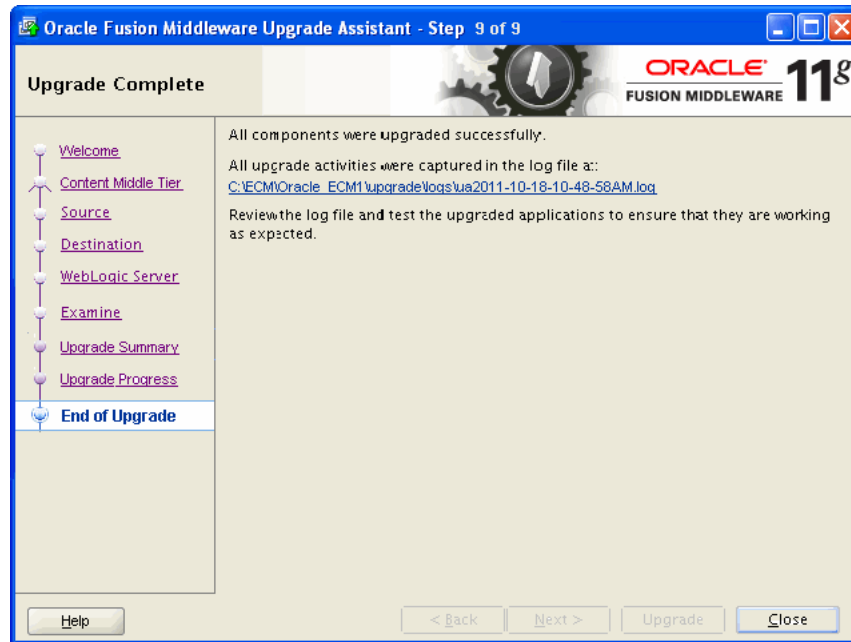 Oracle Fusion Middleware Upgrade Assistant - Step 9 of 9
Upgrade Complete
ORACLE
FUSION MIDDLEWARE
11g
Welcome
Content Middle Tier
Source
Destination
WebLogic Server
Examine
Upgrade Summary
Upgrade Progress
End of Upgrade
All components were upgraded successfully.
All upgrade activities were captured in the log file at:
C:\ECM\Oracle_ECM1\upgrade\logs\ua2011-10-18-10-48-58AM.log
Review the log file and test the upgraded applications to ensure that they are working
as expected.
Help
< Back
Next >
Upgrade
Close